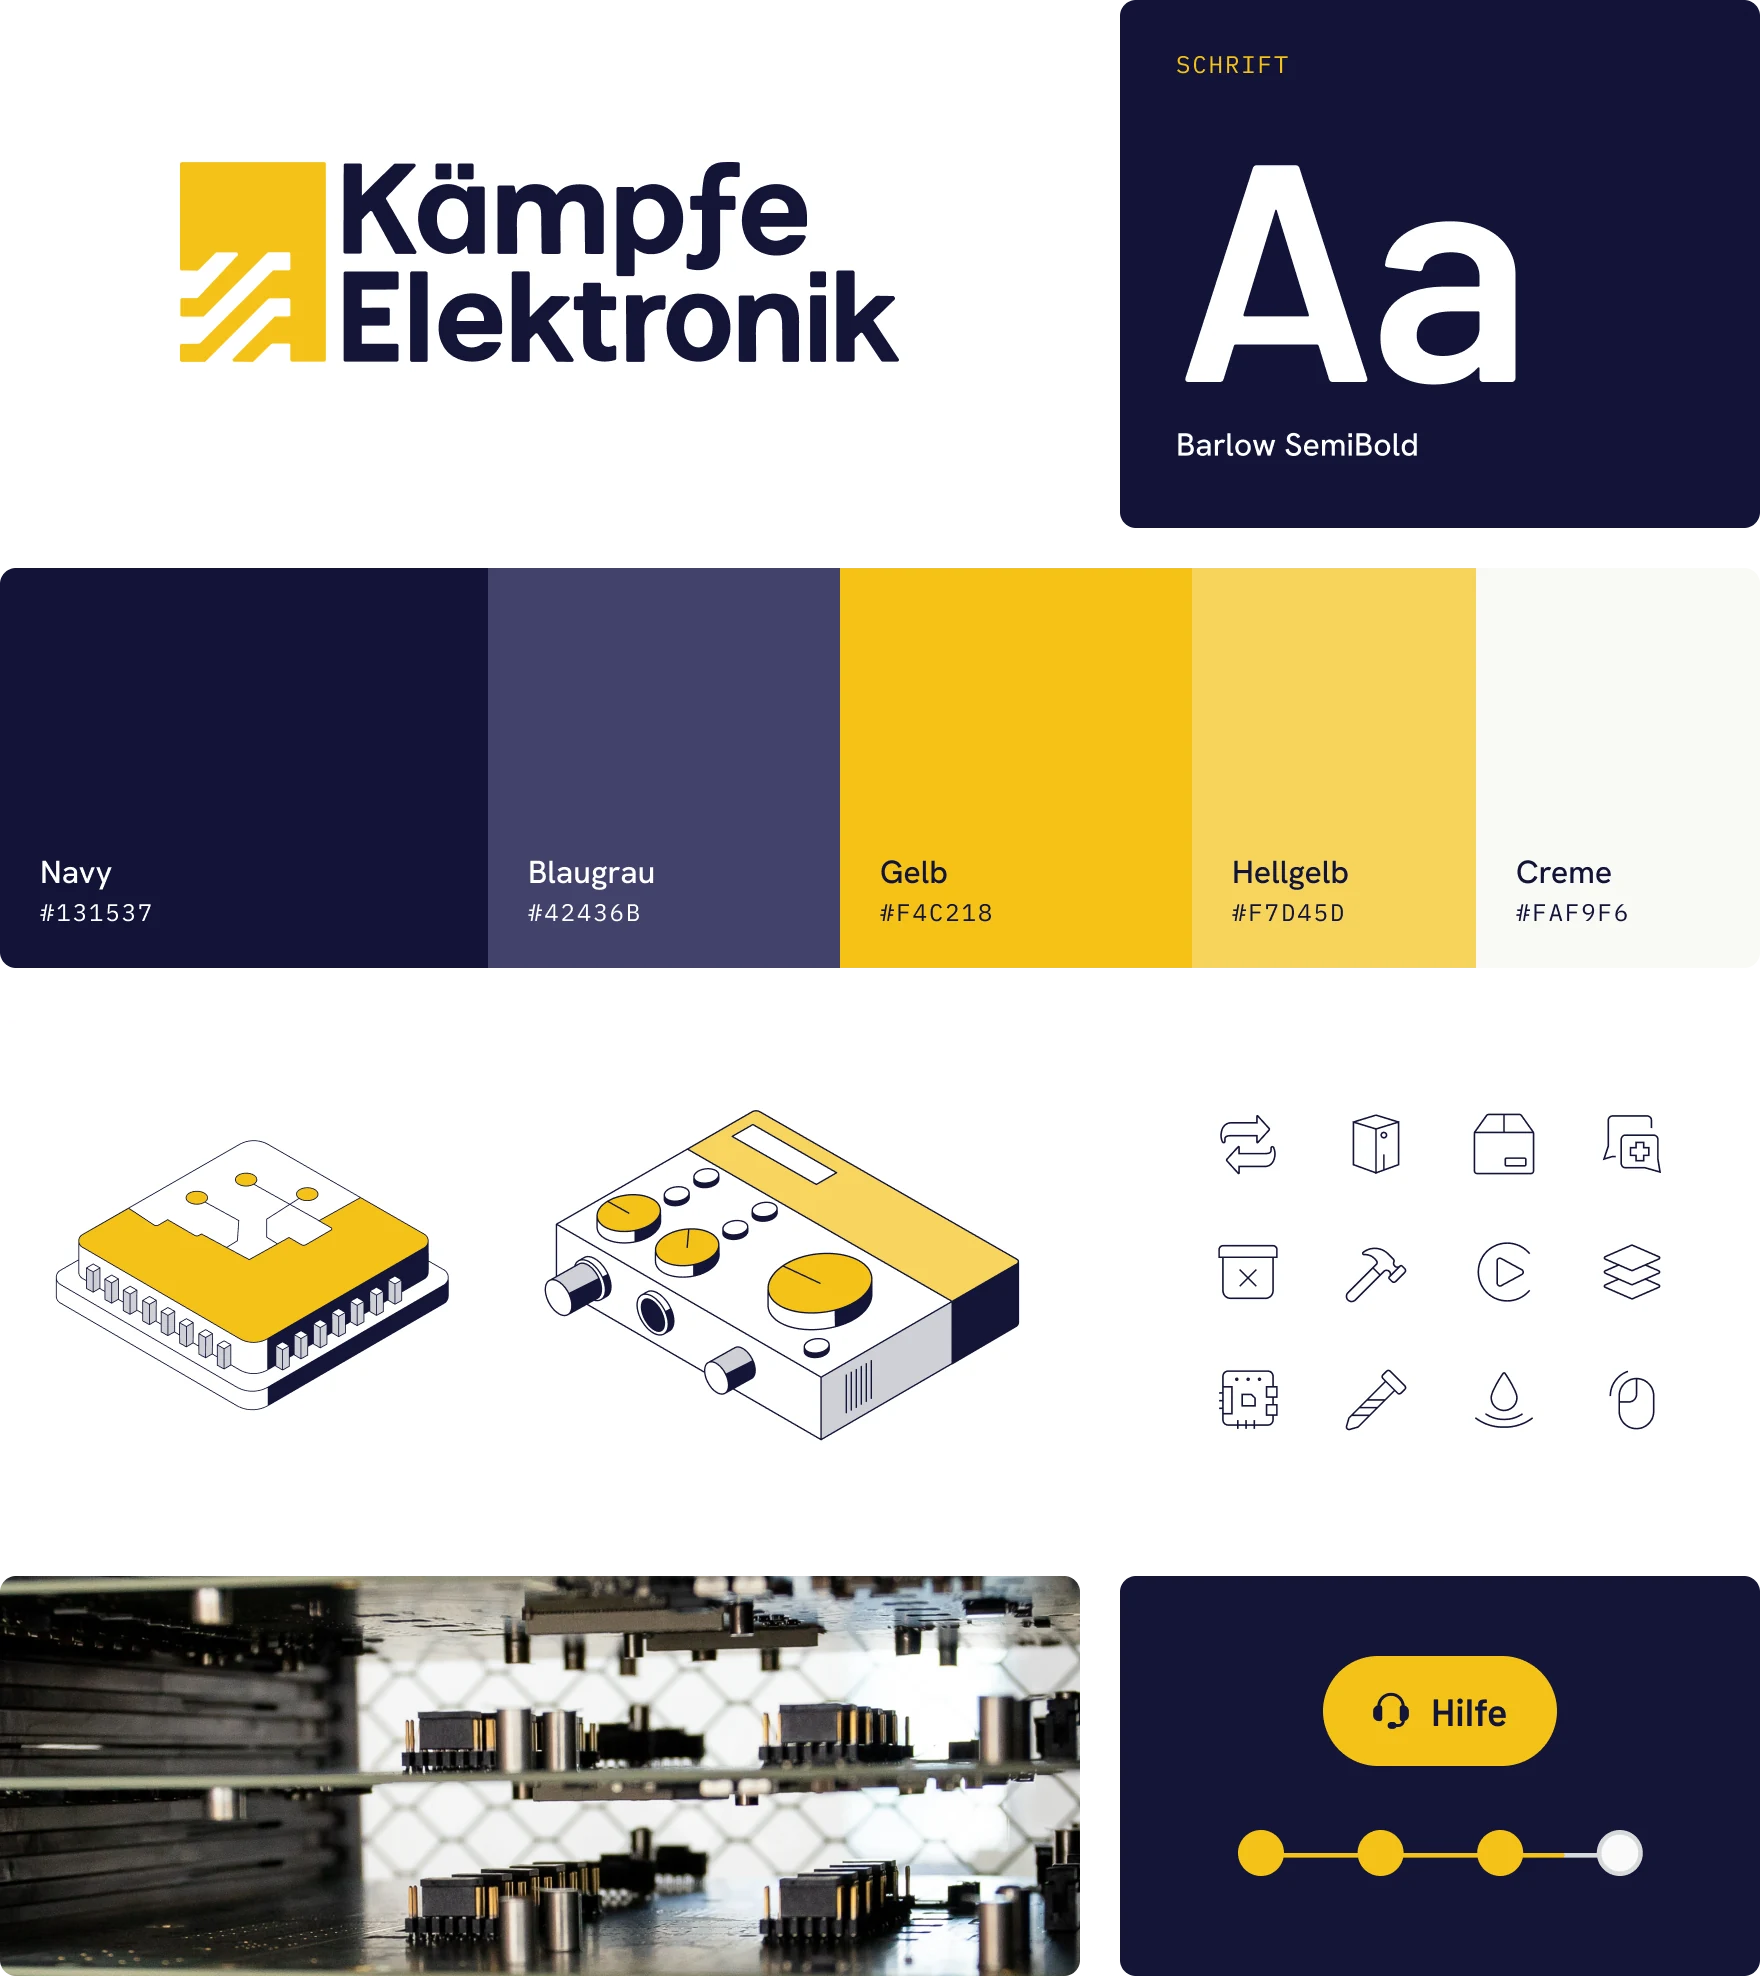 Kämpfe
Elektronik
SCHRIFT
Aa
Barlow SemiBold
Navy
#131537
Blaugrau
#42436B
Gelb
#F4C218
Hellgelb
#F7D45D
Creme
#FAF9F6
Hilfe